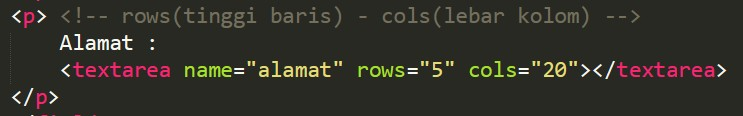 <p> <!-- rows(tinggi baris) - cols(lebar kolom) -->
    Alamat :
    <textarea name="alamat" rows="5" cols="20"></textarea>
</p>